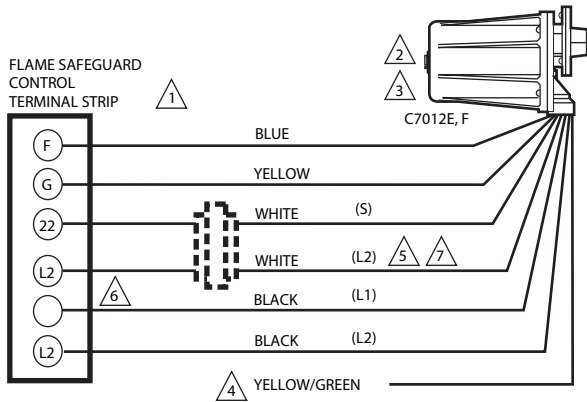 FLAME SAFEGUARD
CONTROL
TERMINAL STRIP
1
2
3
C7012E, F
F BLUE
G YELLOW
22 WHITE (S)
L2 WHITE (L2) 5 7
6 BLACK (L1)
L2 BLACK (L2)
4 YELLOW/GREEN